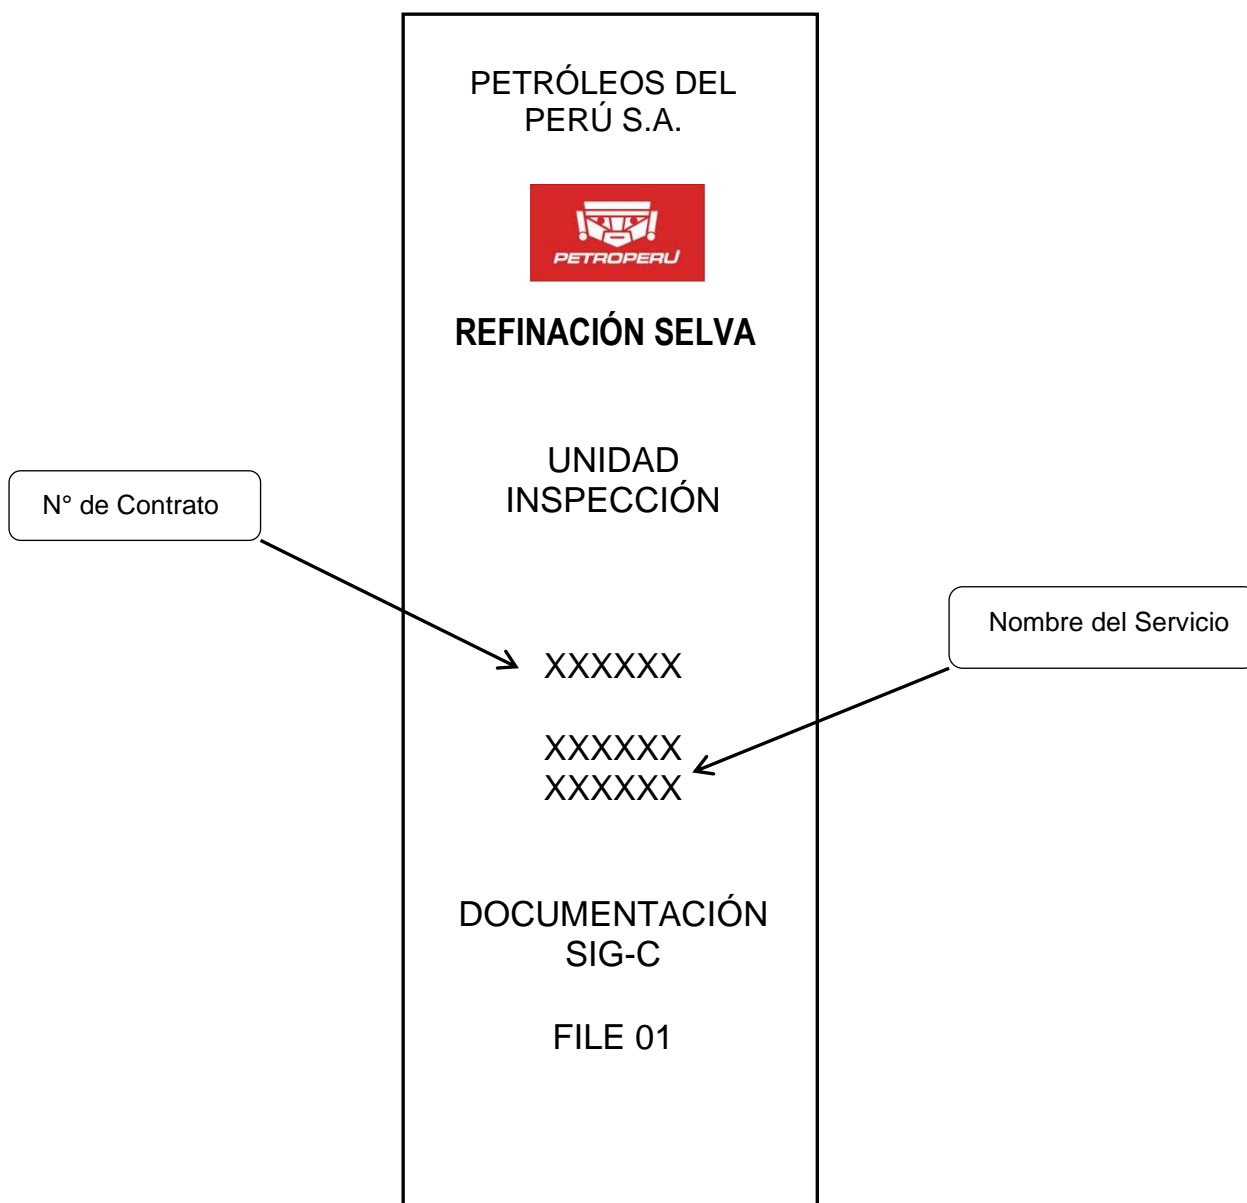 PETRÓLEOS DEL
PERÚ S.A.
PETROPERÚ
REFINACIÓN SELVA
UNIDAD
INSPECCIÓN
N° de Contrato
Nombre del Servicio
XXXXXX
XXXXXX
XXXXXX
DOCUMENTACIÓN
SIG-C
FILE 01